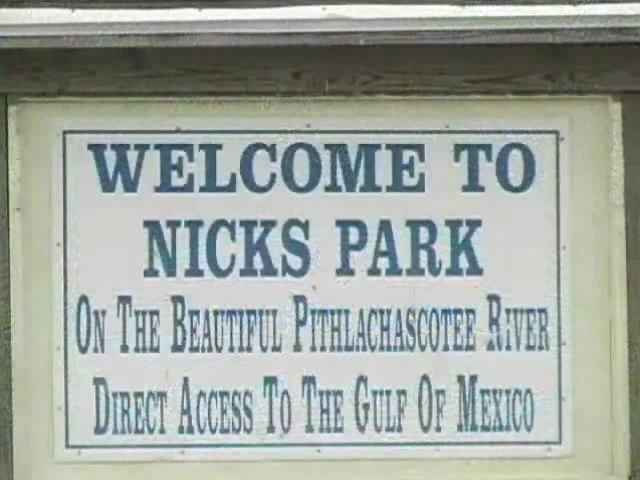 WELCOME TO
NICKS PARK
ON THE BEAUTIFUL PITHLACHASCOTEE RIVER
DIRECT ACCESS TO THE GULF OF MEXICO